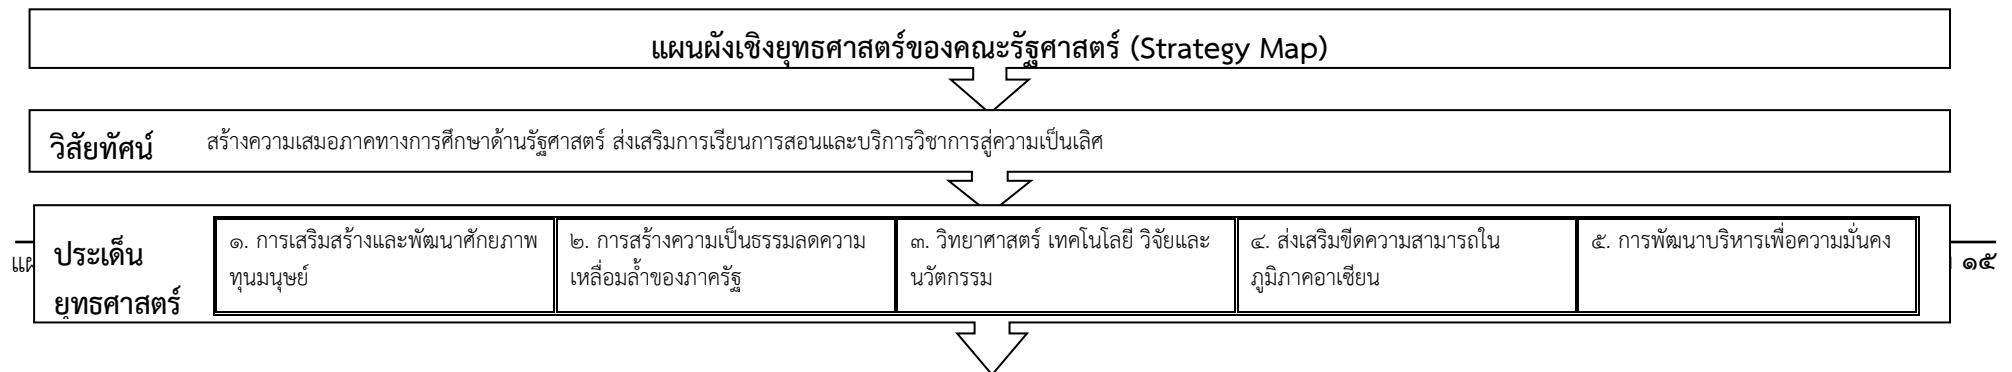 แผนผังเชิงยุทธศาสตร์ของคณะรัฐศาสตร์ (Strategy Map)
วิสัยทัศน์ สร้างความเสมอภาคทางการศึกษาด้านรัฐศาสตร์ ส่งเสริมการเรียนการสอนและบริการวิชาการสู่ความเป็นเลิศ
ประเด็น
ยุทธศาสตร์
๑. การเสริมสร้างและพัฒนาศักยภาพ
ทุนมนุษย์
๒. การสร้างความเป็นธรรมลดความ
เหลื่อมล้ำของภาครัฐ
๓. วิทยาศาสตร์ เทคโนโลยี วิจัยและ
นวัตกรรม
๔. ส่งเสริมขีดความสามารถใน
ภูมิภาคอาเซียน
๕. การพัฒนาบริหารเพื่อความมั่นคง
๑๕